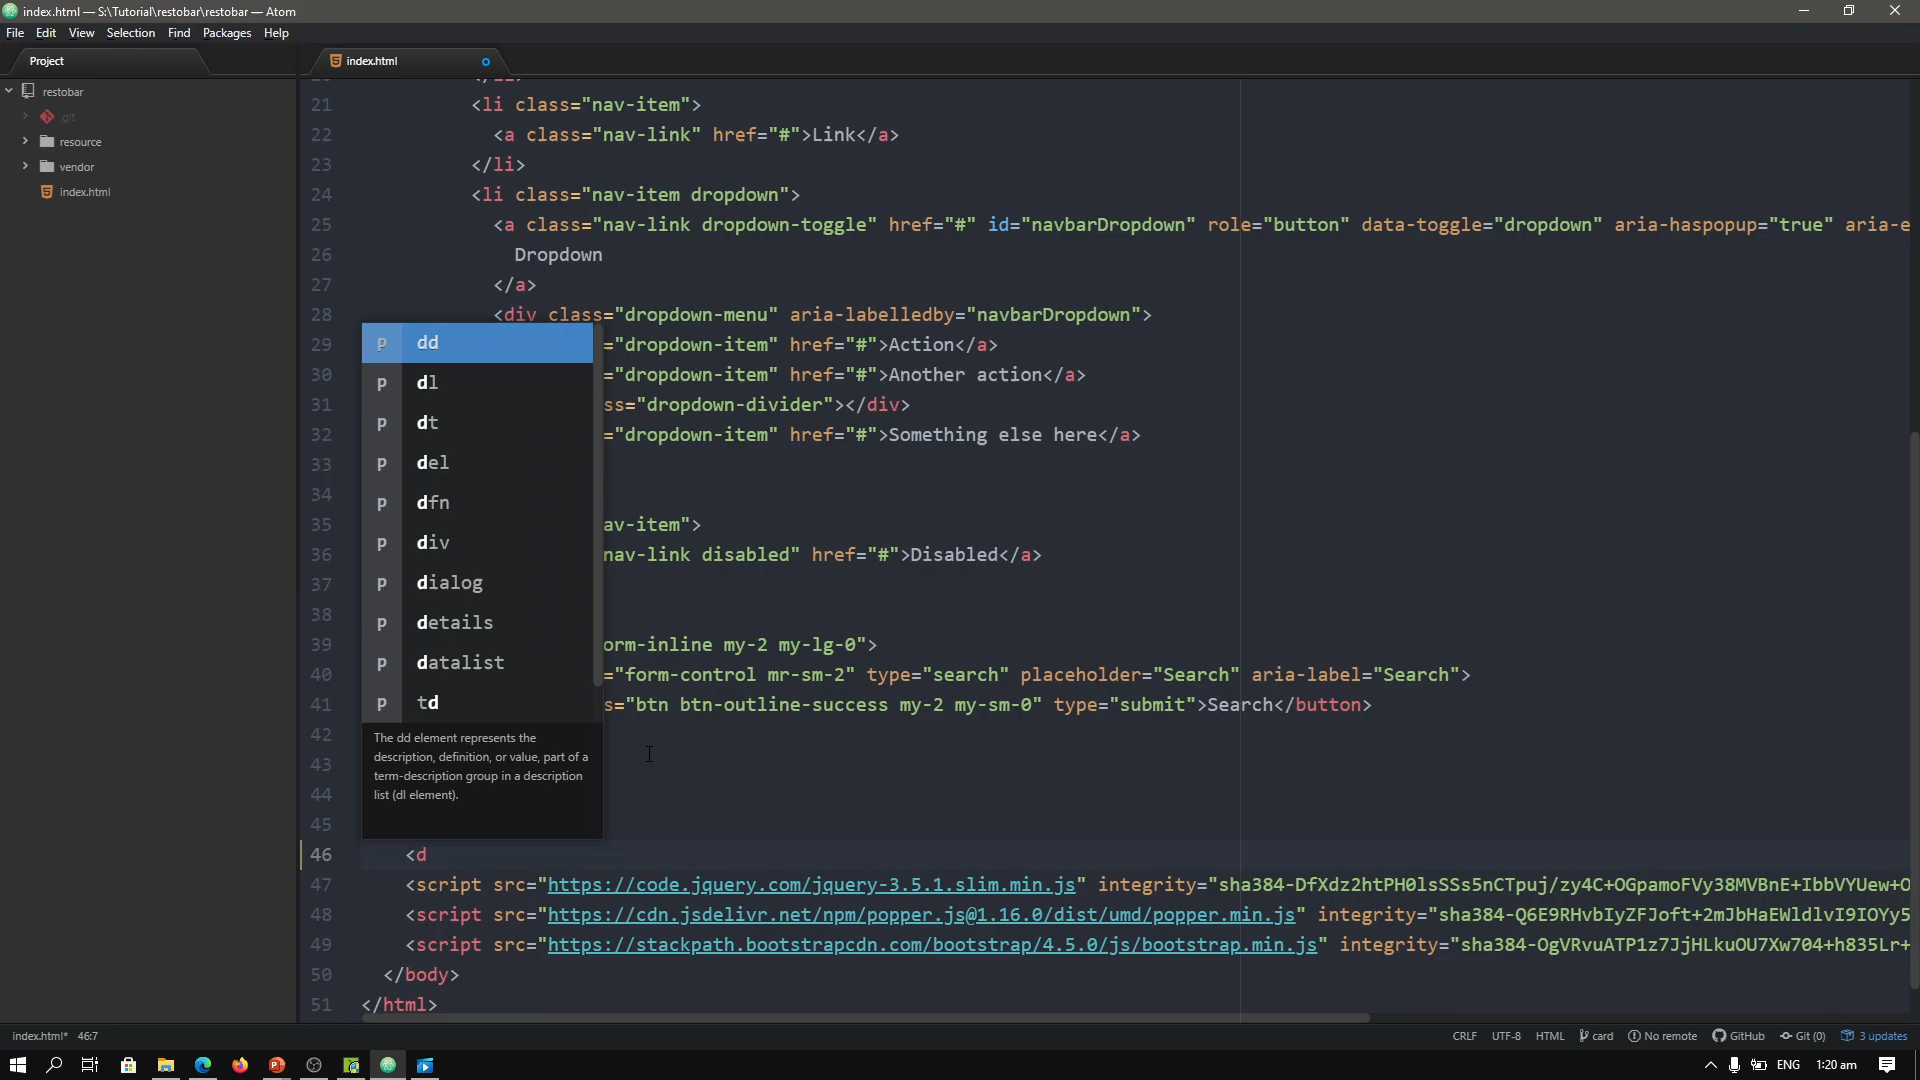 index.html — S:\Tutorial\restobar\restobar — Atom
File Edit View Selection Find Packages Help
Project
index.html
restobar
.git
resource
vendor
index.html
21 <li class="nav-item">
22 <a class="nav-link" href="#">Link</a>
23 </li>
24 <li class="nav-item dropdown">
25 <a class="nav-link dropdown-toggle" href="#" id="navbarDropdown" role="button" data-toggle="dropdown" aria-haspopup="true" aria-e
26 Dropdown
27 </a>
28 <div class="dropdown-menu" aria-labelledby="navbarDropdown">
29 ="dropdown-item" href="#">Action</a>
30 ="dropdown-item" href="#">Another action</a>
31 ss="dropdown-divider"></div>
32 ="dropdown-item" href="#">Something else here</a>
33
34
35 av-item">
36 nav-link disabled" href="#">Disabled</a>
37
38
39 orm-inline my-2 my-lg-0">
40 ="form-control mr-sm-2" type="search" placeholder="Search" aria-label="Search">
41 s="btn btn-outline-success my-2 my-sm-0" type="submit">Search</button>
42
43
44
45
p dd
p dl
p dt
p del
p dfn
p div
p dialog
p details
p datalist
p td
The dd element represents the
description, definition, or value, part of a
term-description group in a description
list (dl element).
46 <d
47 <script src="https://code.jquery.com/jquery-3.5.1.slim.min.js" integrity="sha384-DfXdz2htPH0lsSSs5nCTpuj/zy4C+OGpamoFVy38MVBnE+IbbVYUew+O
48 <script src="https://cdn.jsdelivr.net/npm/popper.js@1.16.0/dist/umd/popper.min.js" integrity="sha384-Q6E9RHvbIyZFJoft+2mJbHaEWldlvI9IOYy5
49 <script src="https://stackpath.bootstrapcdn.com/bootstrap/4.5.0/js/bootstrap.min.js" integrity="sha384-OgVRvuATP1z7JjHLkuOU7Xw704+h835Lr+
50 </body>
51 </html>
index.html* 46:7 CRLF UTF-8 HTML card No remote GitHub Git (0) 3 updates
ENG 1:20 am